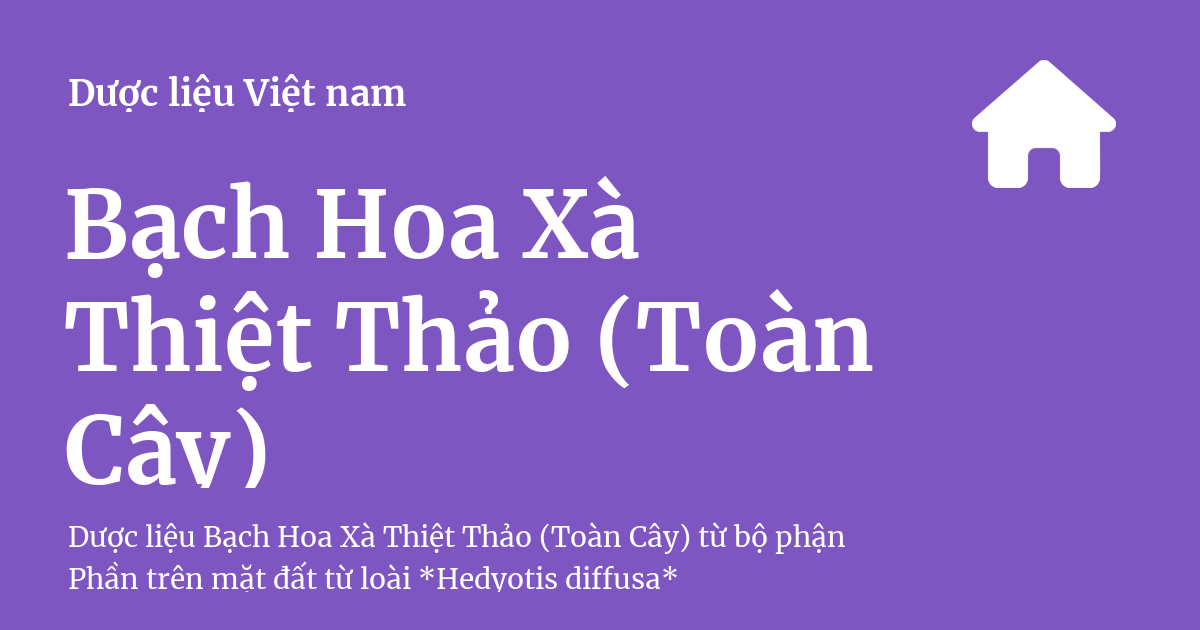 Dược liệu Việt nam
Bạch Hoa Xà
Thiệt Thảo (Toàn
Cây)
Dược liệu Bạch Hoa Xà Thiệt Thảo (Toàn Cây) từ bộ phận
Phần trên mặt đất từ loài *Hedyotis diffusa*